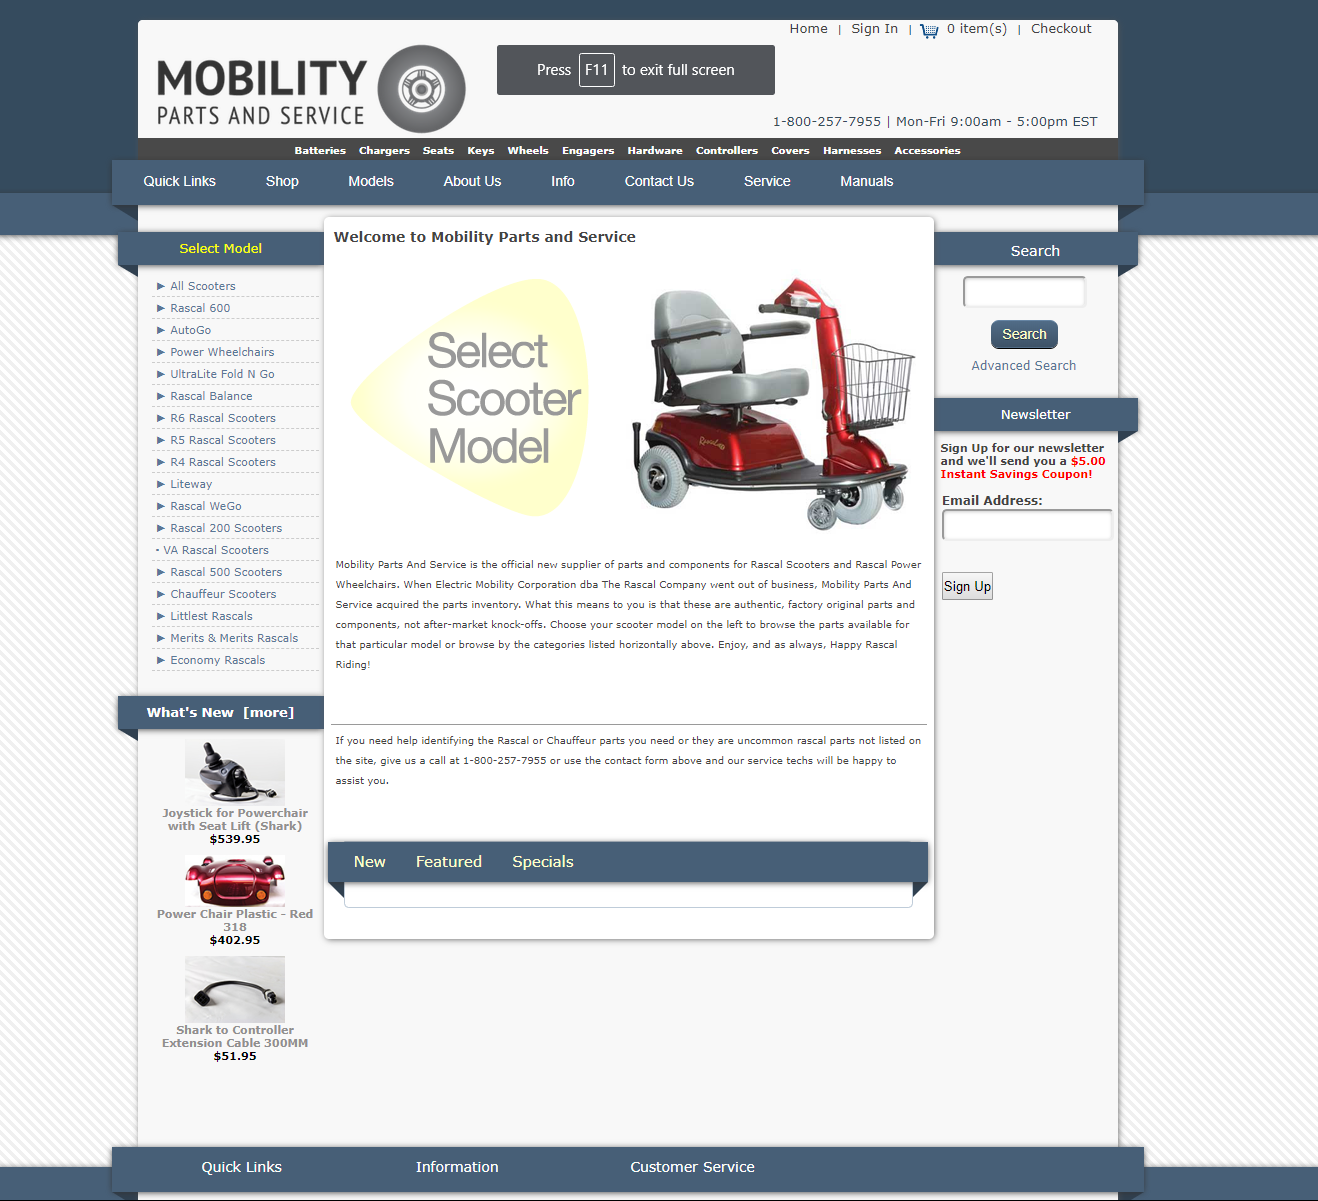 Home | Sign In | 0 item(s) | Checkout
MOBILITY
PARTS AND SERVICE
Press F11 to exit full screen
1-800-257-7955 | Mon-Fri 9:00am - 5:00pm EST
Batteries Chargers Seats Keys Wheels Engagers Hardware Controllers Covers Harnesses Accessories
Quick Links Shop Models About Us Info Contact Us Service Manuals
Select Model
► All Scooters
► Rascal 600
► AutoGo
► Power Wheelchairs
► UltraLite Fold N Go
► Rascal Balance
► R6 Rascal Scooters
► R5 Rascal Scooters
► R4 Rascal Scooters
► Liteway
► Rascal WeGo
► Rascal 200 Scooters
• VA Rascal Scooters
► Rascal 500 Scooters
► Chauffeur Scooters
► Littlest Rascals
► Merits & Merits Rascals
► Economy Rascals
What's New [more]
Joystick for Powerchair
with Seat Lift (Shark)
$539.95
Power Chair Plastic - Red
318
$402.95
Shark to Controller
Extension Cable 300MM
$51.95
Welcome to Mobility Parts and Service
Select
Scooter
Model
Rascal
Mobility Parts And Service is the official new supplier of parts and components for Rascal Scooters and Rascal Power
Wheelchairs. When Electric Mobility Corporation dba The Rascal Company went out of business, Mobility Parts And
Service acquired the parts inventory. What this means to you is that these are authentic, factory original parts and
components, not after-market knock-offs. Choose your scooter model on the left to browse the parts available for
that particular model or browse by the categories listed horizontally above. Enjoy, and as always, Happy Rascal
Riding!
If you need help identifying the Rascal or Chauffeur parts you need or they are uncommon rascal parts not listed on
the site, give us a call at 1-800-257-7955 or use the contact form above and our service techs will be happy to
assist you.
New Featured Specials
Search
Search
Advanced Search
Newsletter
Sign Up for our newsletter
and we'll send you a $5.00
Instant Savings Coupon!
Email Address:
Sign Up
Quick Links Information Customer Service